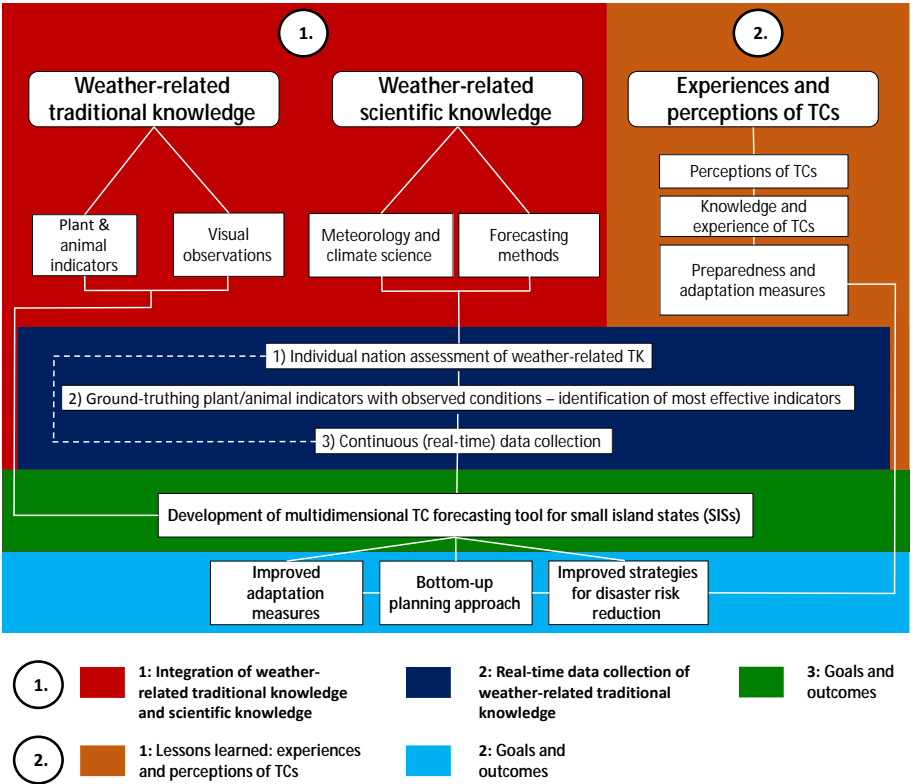 1.
2.
Weather-related
traditional knowledge
Weather-related
scientific knowledge
Experiences and
perceptions of TCs
Perceptions of TCs
Knowledge and
experience of TCs
Preparedness and
adaptation measures
Plant &
animal
indicators
Visual
observations
Meteorology and
climate science
Forecasting
methods
1) Individual nation assessment of weather-related TK
2) Ground-truthing plant/animal indicators with observed conditions – identification of most effective indicators
3) Continuous (real-time) data collection
Development of multidimensional TC forecasting tool for small island states (SISs)
Improved
adaptation
measures
Bottom-up
planning approach
Improved strategies
for disaster risk
reduction
1.
1: Integration of weather-
related traditional knowledge
and scientific knowledge
2: Real-time data collection of
weather-related traditional
knowledge
3: Goals and
outcomes
2.
1: Lessons learned: experiences
and perceptions of TCs
2: Goals and
outcomes